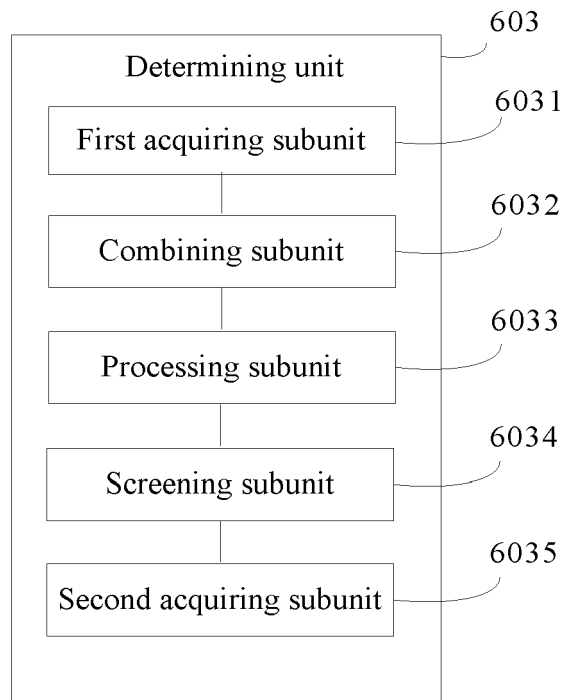 603
Determining unit
6031
First acquiring subunit
6032
Combining subunit
6033
Processing subunit
6034
Screening subunit
6035
Second acquiring subunit